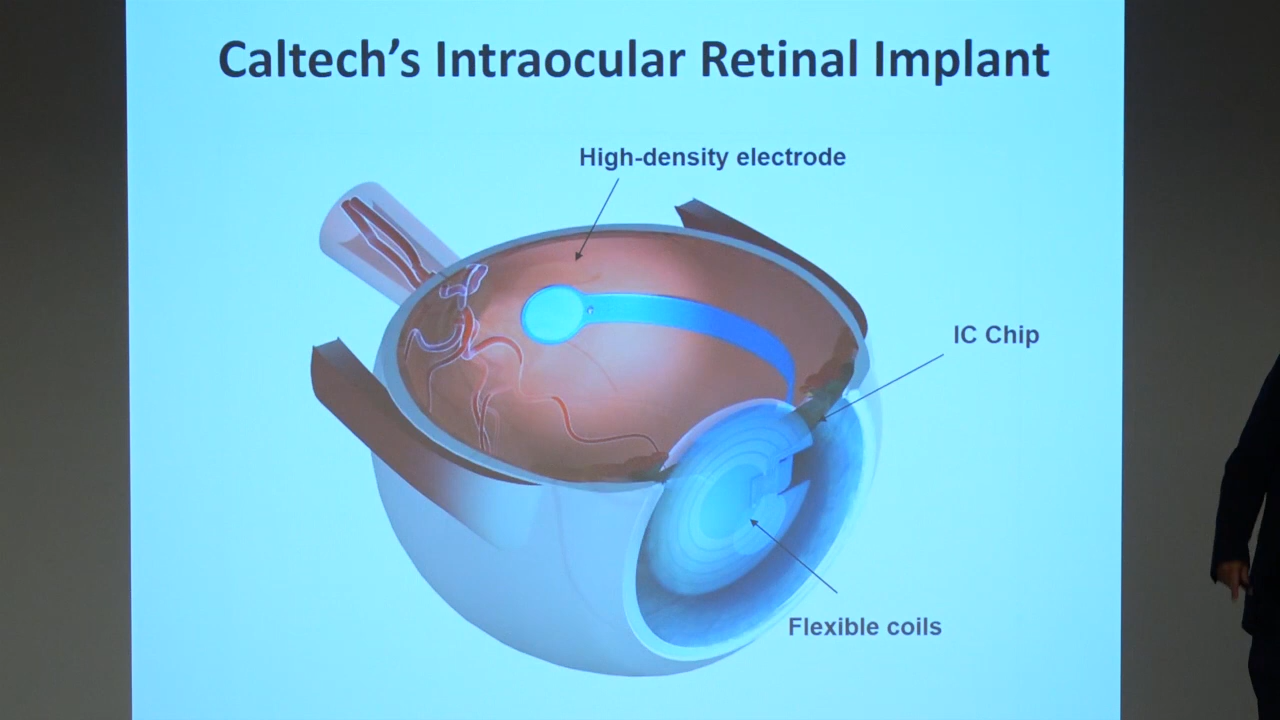 Caltech’s Intraocular Retinal Implant
High-density electrode
IC Chip
Flexible coils